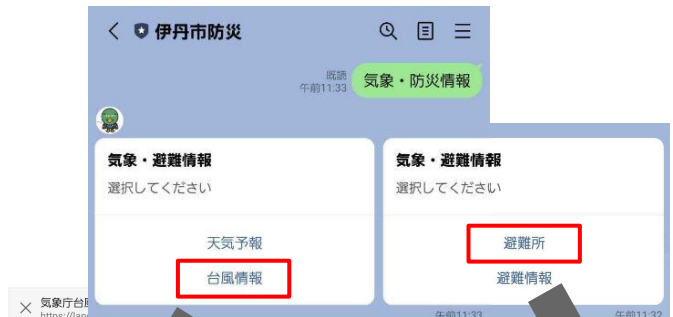 伊丹市防災
既読
午前11:33
気象・防災情報
気象・避難情報
選択してください
天気予報
台風情報
気象・避難情報
選択してください
避難所
避難情報
午前11:33
午前11:32
気象庁台